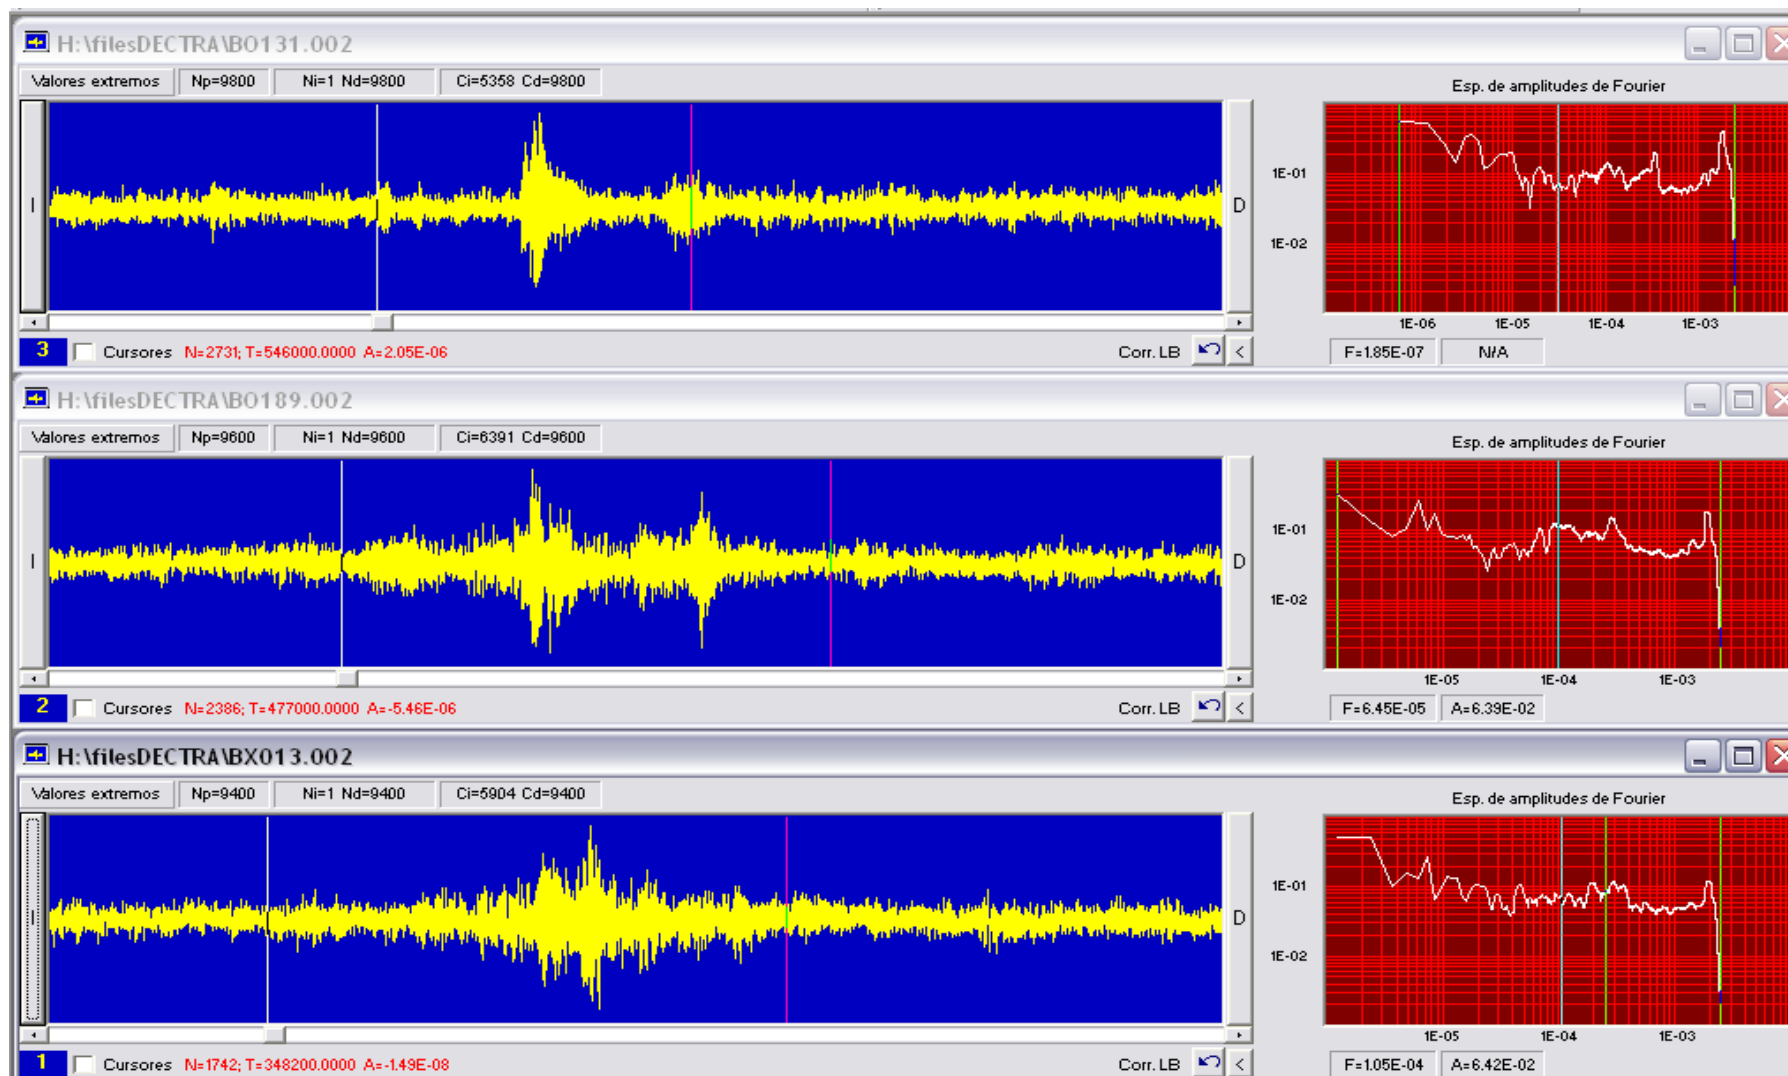 H:\filesDECTRA\BO131.002
Valores extremos Np=9800 Ni=1 Nd=9800 Ci=5358 Cd=9800
Esp. de amplitudes de Fourier
I D
1E-01
1E-02
1E-06 1E-05 1E-04 1E-03
3 Cursores N=2731; T=546000.0000 A=2.05E-06 Corr. LB < F=1.85E-07 N/A
H:\filesDECTRA\BO189.002
Valores extremos Np=9600 Ni=1 Nd=9600 Ci=6391 Cd=9600
Esp. de amplitudes de Fourier
I D
1E-01
1E-02
1E-05 1E-04 1E-03
2 Cursores N=2386; T=477000.0000 A=-5.46E-06 Corr. LB < F=6.45E-05 A=6.39E-02
H:\filesDECTRA\BX013.002
Valores extremos Np=9400 Ni=1 Nd=9400 Ci=5904 Cd=9400
Esp. de amplitudes de Fourier
I D
1E-01
1E-02
1E-05 1E-04 1E-03
1 Cursores N=1742; T=348200.0000 A=-1.49E-08 Corr. LB < F=1.05E-04 A=6.42E-02